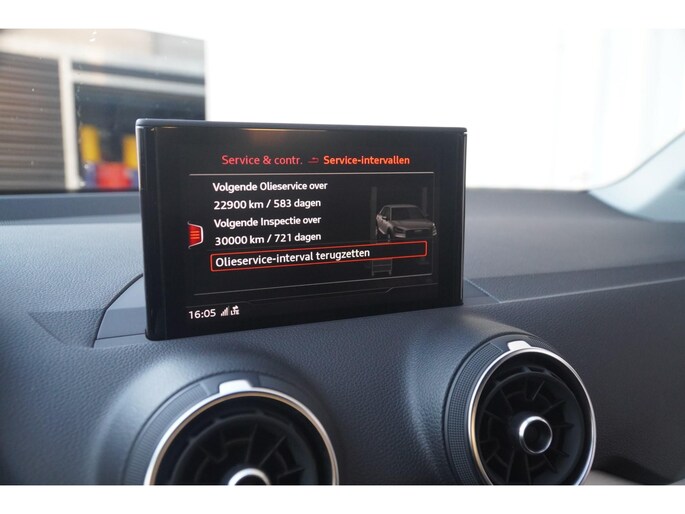 Service & contr. Service-intervallen
Volgende Olieservice over
22900 km / 583 dagen
Volgende Inspectie over
30000 km / 721 dagen
Olieservice-interval terugzetten
16:05 LTE